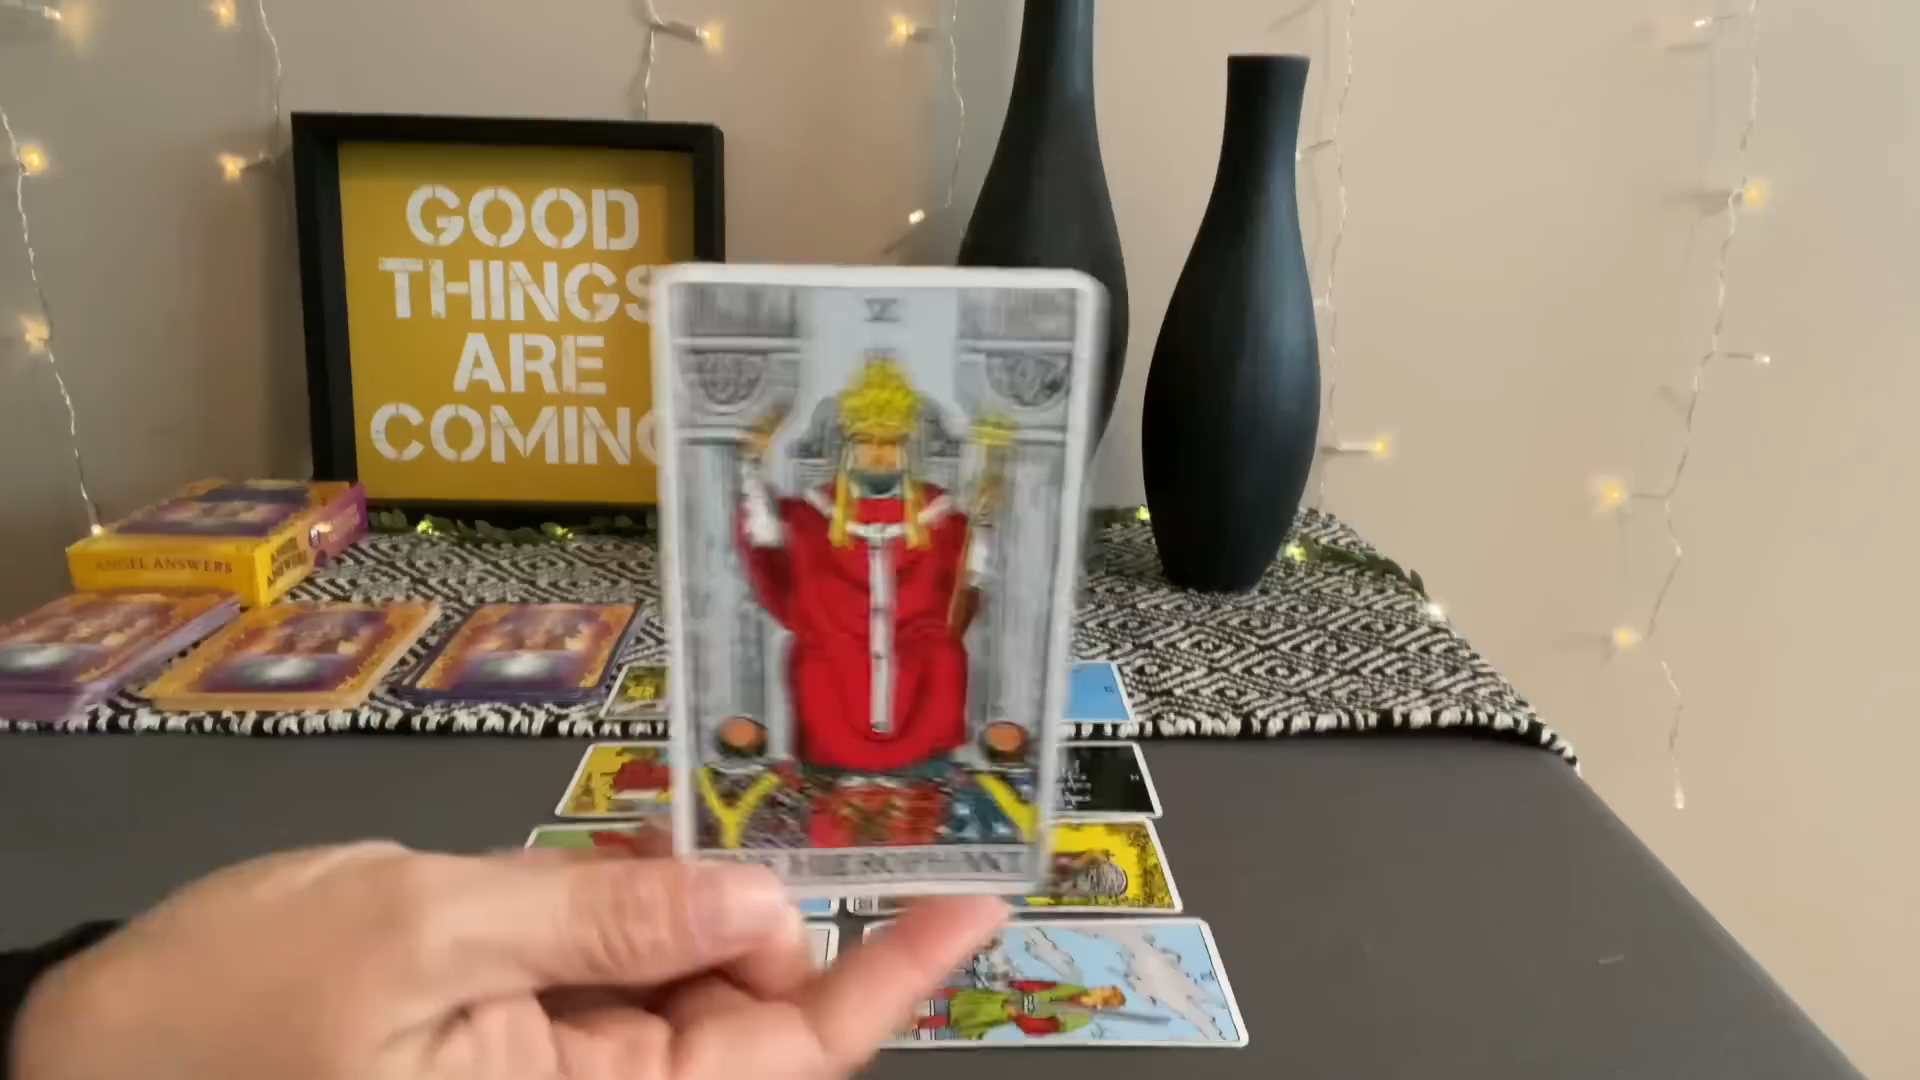 GOOD
THINGS
ARE
COMING
V
THE HIEROPHANT
ANGEL ANSWERS